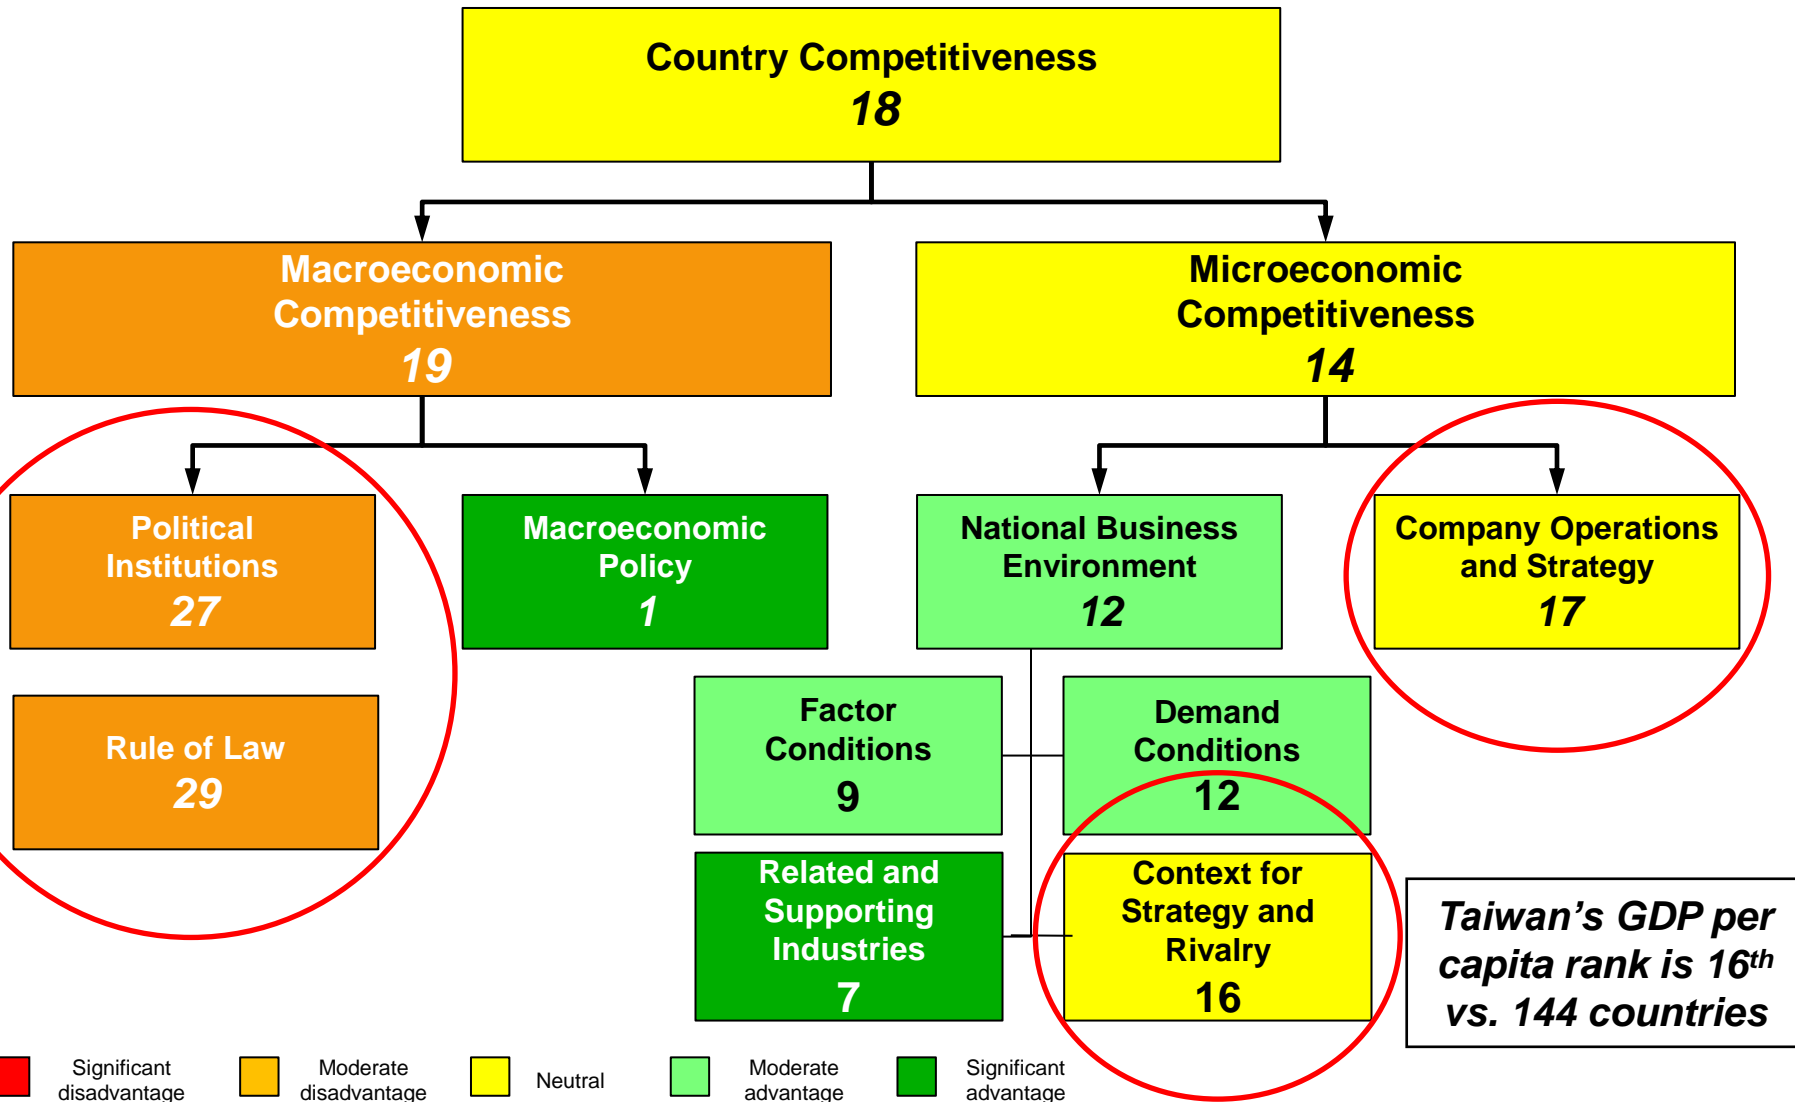 Country Competitiveness
18
Macroeconomic
Competitiveness
19
Microeconomic
Competitiveness
14
Political
Institutions
27
Macroeconomic
Policy
1
National Business
Environment
12
Company Operations
and Strategy
17
Rule of Law
29
Factor
Conditions
9
Demand
Conditions
12
Related and
Supporting
Industries
7
Context for
Strategy and
Rivalry
16
Taiwan’s GDP per
capita rank is 16th
vs. 144 countries
Significant
disadvantage
Moderate
disadvantage
Neutral
Moderate
advantage
Significant
advantage